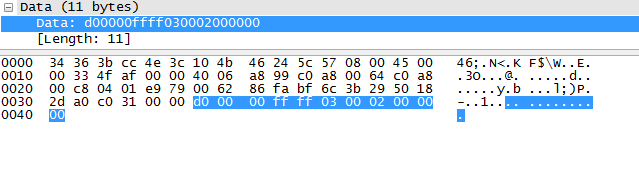 Data (11 bytes)
Data: d00000ffff030002000000
[Length: 11]
0000 34 36 3b cc 4e 3c 10 4b 46 24 5c 57 08 00 45 00 46;.N<.K F$\W..E.
0010 00 33 4f af 00 00 40 06 a8 99 c0 a8 00 64 c0 a8 .3O...@. .....d..
0020 00 c8 04 01 e9 79 00 62 86 fa bf 6c 3b 29 50 18 .....y.b ...l;)P.
0030 2d a0 c0 31 00 00 d0 00 00 ff ff 03 00 02 00 00 -..1.... ........
0040 00 .